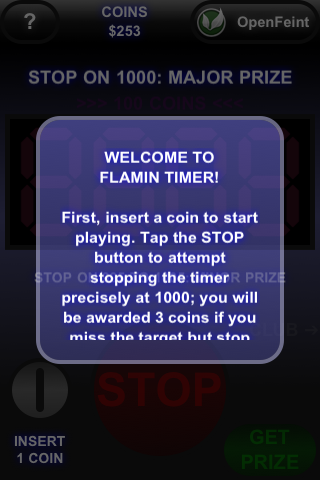 ?
COINS
$253
OpenFeint
STOP ON 1000: MAJOR PRIZE
WELCOME TO
FLAMIN TIMER!
First, insert a coin to start
playing. Tap the STOP
button to attempt
stopping the timer
precisely at 1000; you will
be awarded 3 coins if you
miss the target but stop
STOP
INSERT
1 COIN
GET
PRIZE